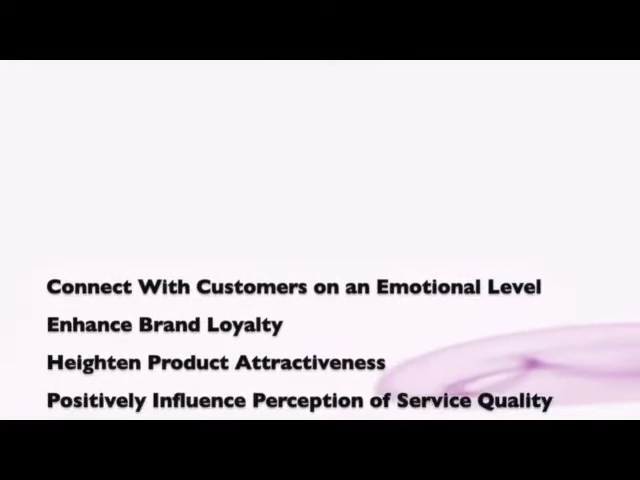 Connect With Customers on an Emotional Level
Enhance Brand Loyalty
Heighten Product Attractiveness
Positively Influence Perception of Service Quality